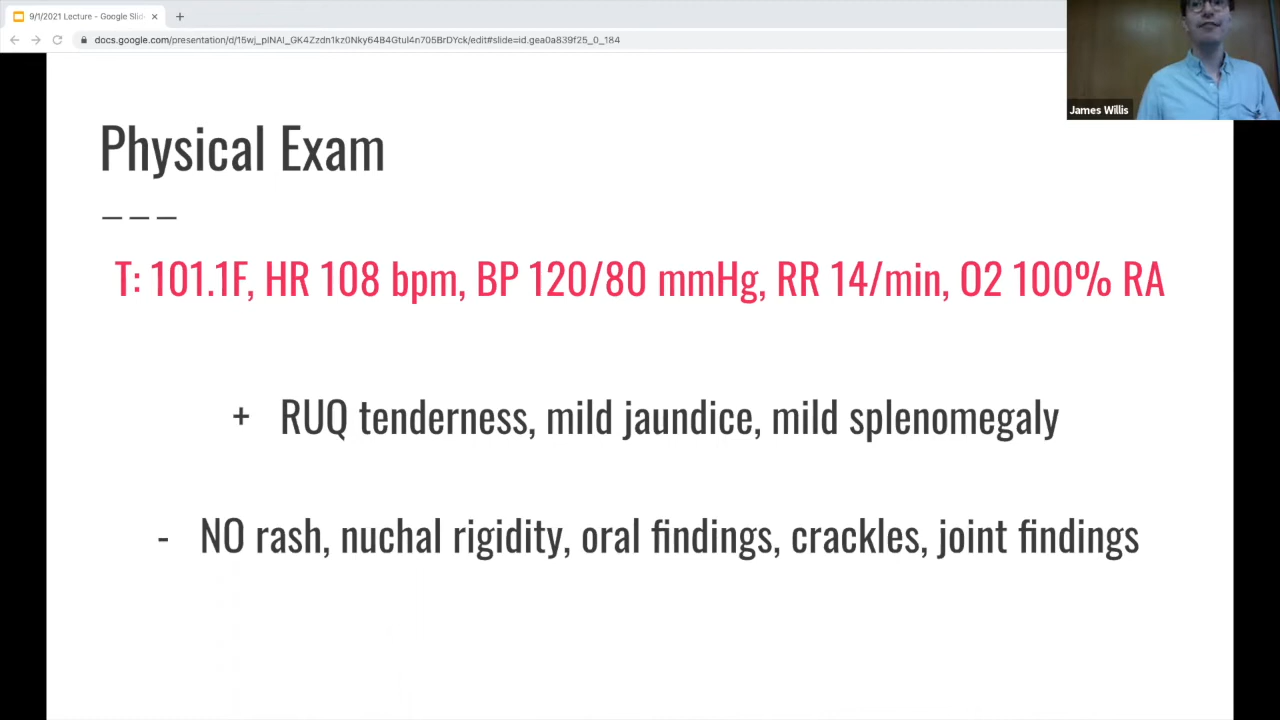 9/1/2021 Lecture - Google Slid
docs.google.com/presentation/d/15wj_pINAI_GK4Zzdn1kz0Nky64B4Gtul4n705BrDYck/edit#slide=id.gea0a839f25_0_184
James Willis
Physical Exam
T: 101.1F, HR 108 bpm, BP 120/80 mmHg, RR 14/min, O2 100% RA
+ RUQ tenderness, mild jaundice, mild splenomegaly
- NO rash, nuchal rigidity, oral findings, crackles, joint findings